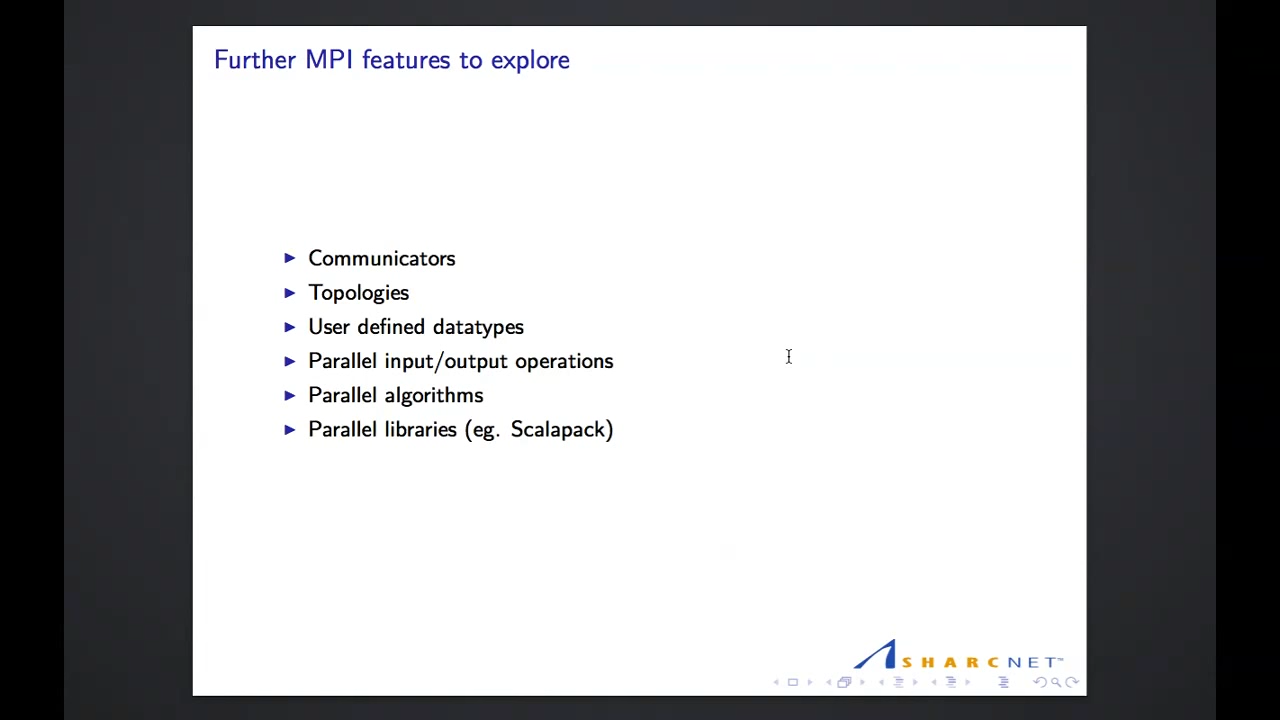 Further MPI features to explore
Communicators
Topologies
User defined datatypes
Parallel input/output operations
Parallel algorithms
Parallel libraries (eg. Scalapack)
SHARCNET™